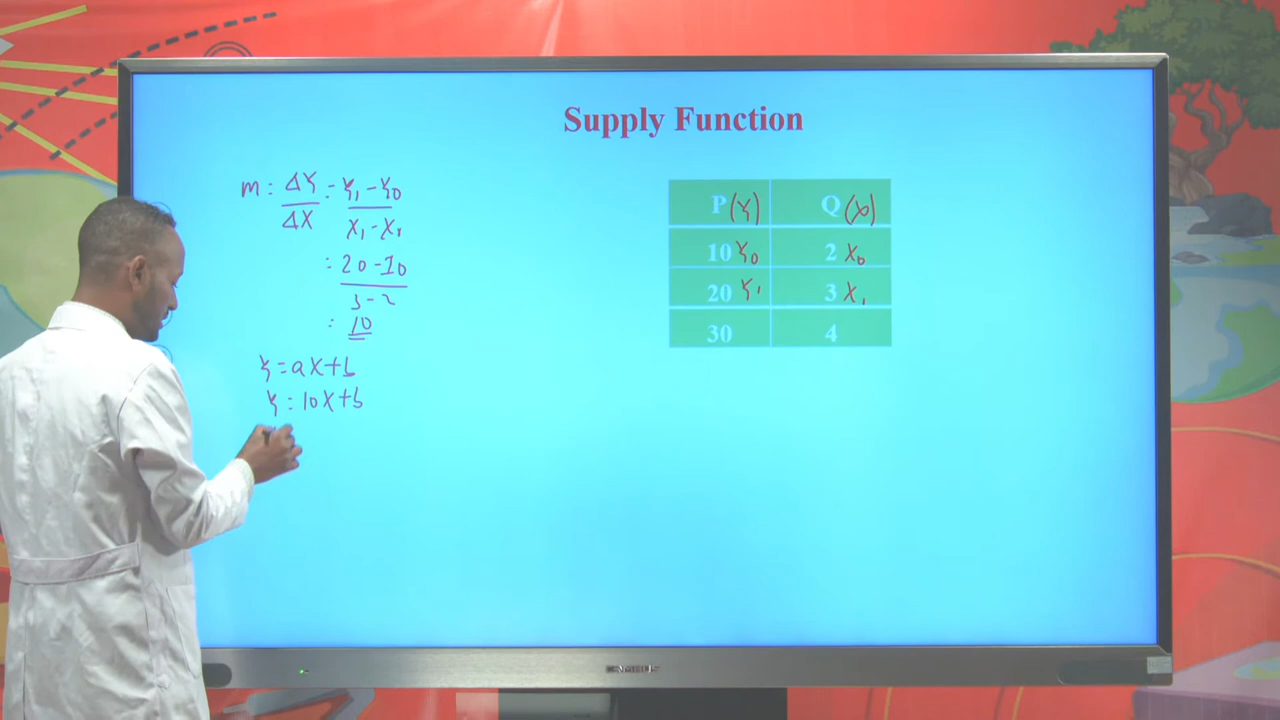 Supply Function
m : ΔY/ΔX = Y₁ - Y₀/X₁ - X₁
: 20 - 10/3 - 2
: 10
Y = aX + b
Y : 10X + b
P (Y) Q (X)
10 Y₀ 2 X₀
20 Y₁ 3 X₁
30 4